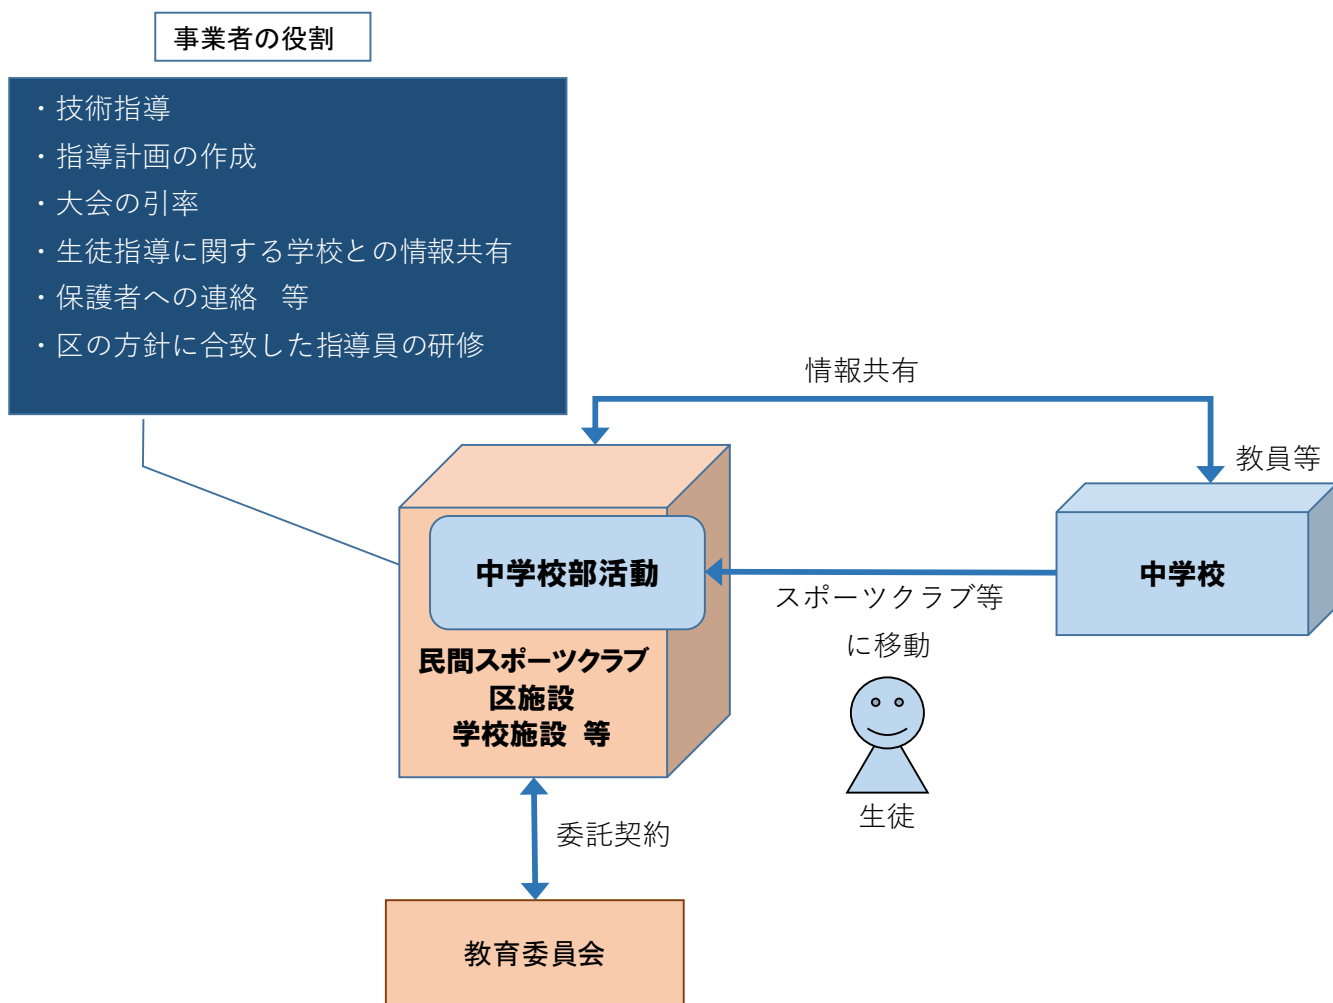 事業者の役割
・技術指導
・指導計画の作成
・大会の引率
・生徒指導に関する学校との情報共有
・保護者への連絡 等
・区の方針に合致した指導員の研修
情報共有
教員等
中学校部活動
中学校
スポーツクラブ等
に移動
民間スポーツクラブ
区施設
学校施設 等
生徒
委託契約
教育委員会